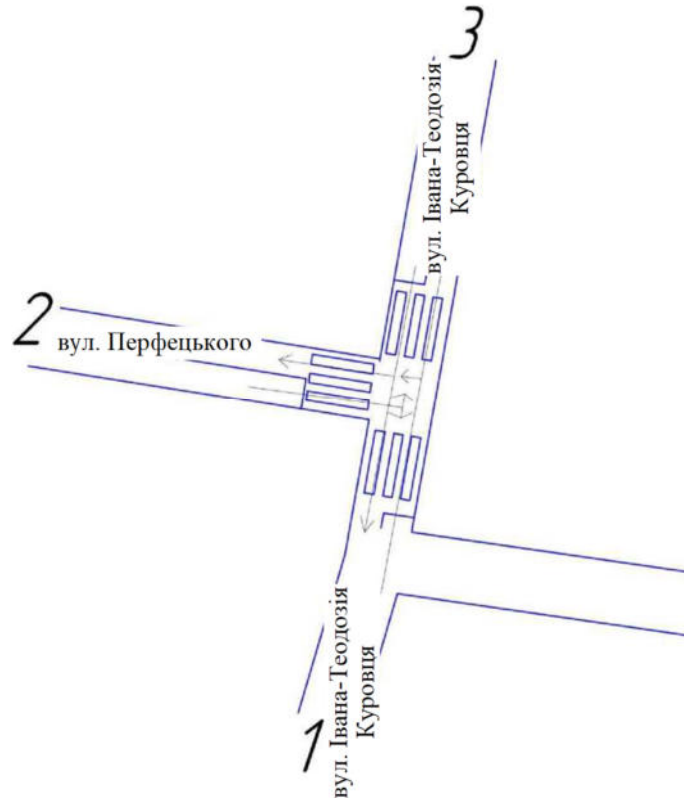 3
вул. Івана-Теодозія-
Куровця
2
вул. Перфецького
1
вул. Івана-Теодозія
Куровця